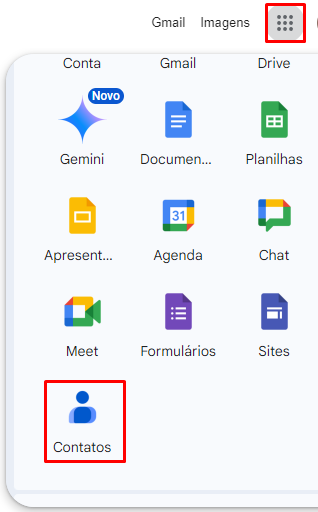 Gmail Imagens
Conta Gmail Drive
Novo
Gemini Documen... Planilhas
31
Apresent... Agenda Chat
Meet Formulários Sites
Contatos